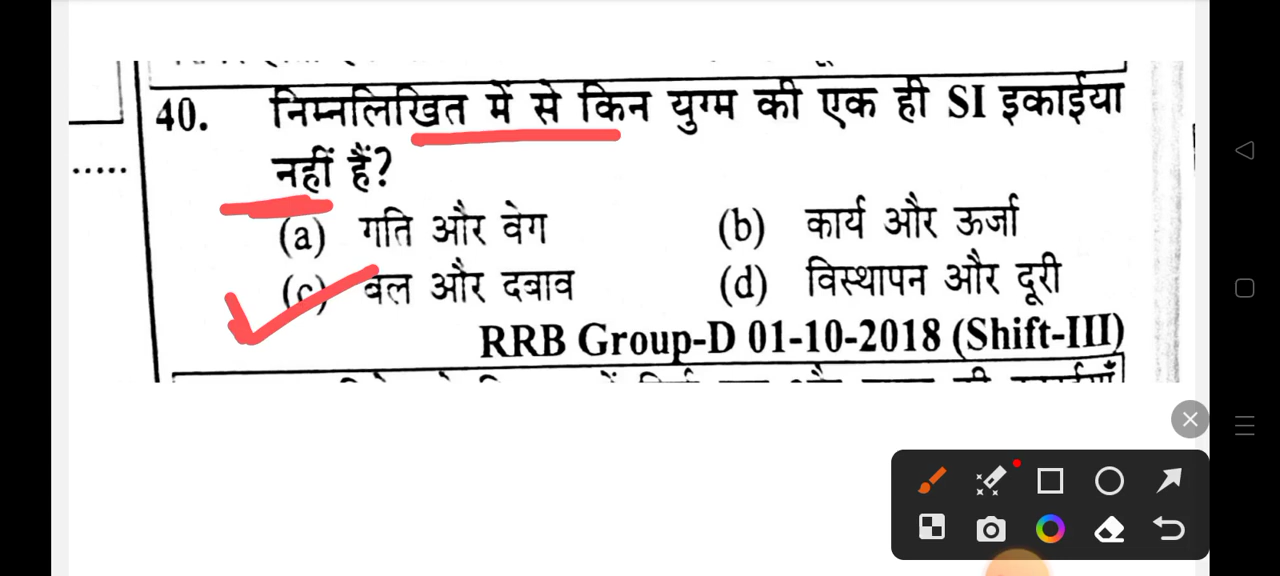 40. निम्नलिखित में से किन युग्म की एक ही SI इकाईया
नहीं हैं?
(a) गति और वेग (b) कार्य और ऊर्जा
(c) बल और दबाव (d) विस्थापन और दूरी
RRB Group-D 01-10-2018 (Shift-III)